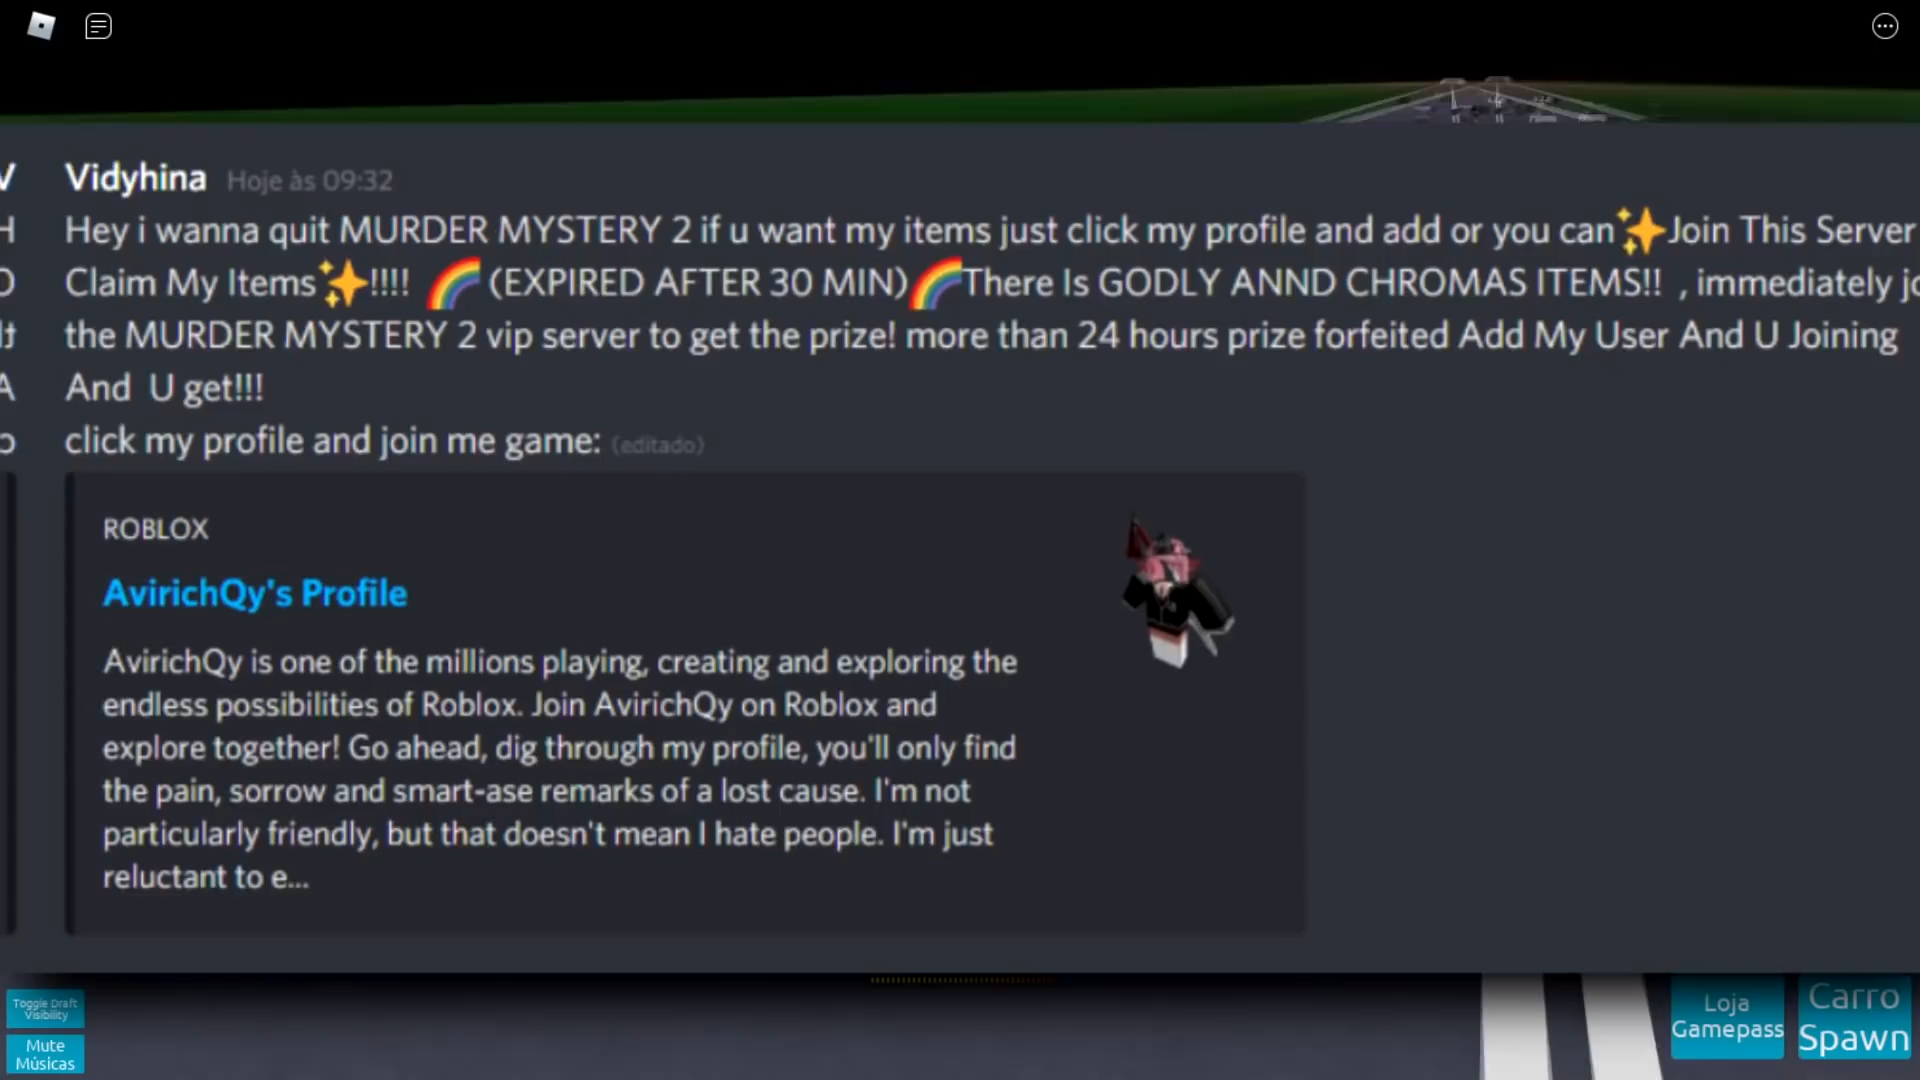 Vidyhina Hoje às 09:32
Hey i wanna quit MURDER MYSTERY 2 if u want my items just click my profile and add or you can✨Join This Server
Claim My Items✨!!!! 🌈 (EXPIRED AFTER 30 MIN)🌈There Is GODLY ANND CHROMAS ITEMS!! , immediately
the MURDER MYSTERY 2 vip server to get the prize! more than 24 hours prize forfeited Add My User And U Joining
And U get!!!
click my profile and join me game: (editado)
ROBLOX
AvirichQy's Profile
AvirichQy is one of the millions playing, creating and exploring the
endless possibilities of Roblox. Join AvirichQy on Roblox and
explore together! Go ahead, dig through my profile, you'll only find
the pain, sorrow and smart-ase remarks of a lost cause. I'm not
particularly friendly, but that doesn't mean I hate people. I'm just
reluctant to e...
Toggle Draft
Visibility
Mute
Músicas
Loja
Gamepass
Carro
Spawn